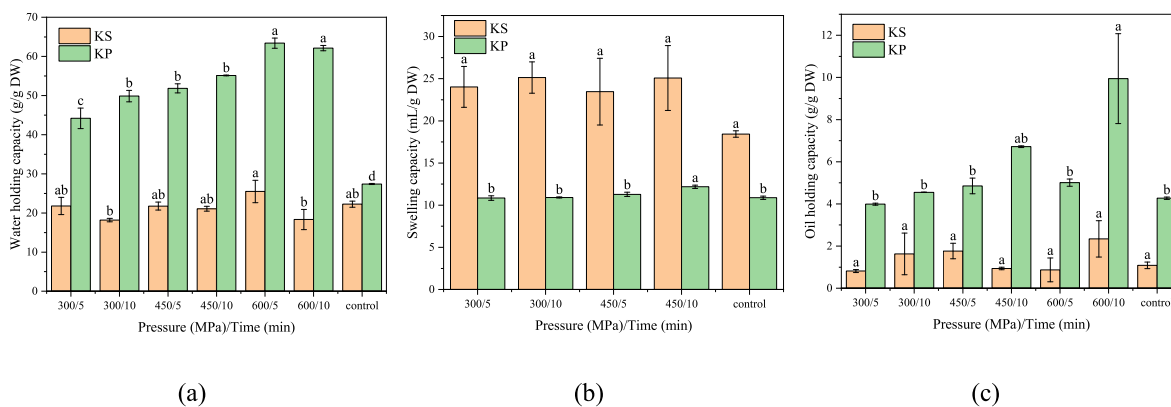 (a)
KS
KP
Water holding capacity (g/g DW)
70
60
50
40
30
20
10
0
ab
c
b
b
ab
b
ab
b
a
a
b
a
ab
d
300/5 300/10 450/5 450/10 600/5 600/10 control
Pressure (MPa)/Time (min)
(b)
KS
KP
Swelling capacity (mL/g DW)
30
25
20
15
10
5
0
a
b
a
b
a
b
a
a
a
b
300/5 300/10 450/5 450/10 control
Pressure (MPa)/Time (min)
(c)
KS
KP
Oil holding capacity (g/g DW)
12
10
8
6
4
2
0
a
b
a
b
a
b
a
ab
a
b
a
a
a
b
300/5 300/10 450/5 450/10 600/5 600/10 control
Pressure (MPa)/Time (min)
(a)
(b)
(c)